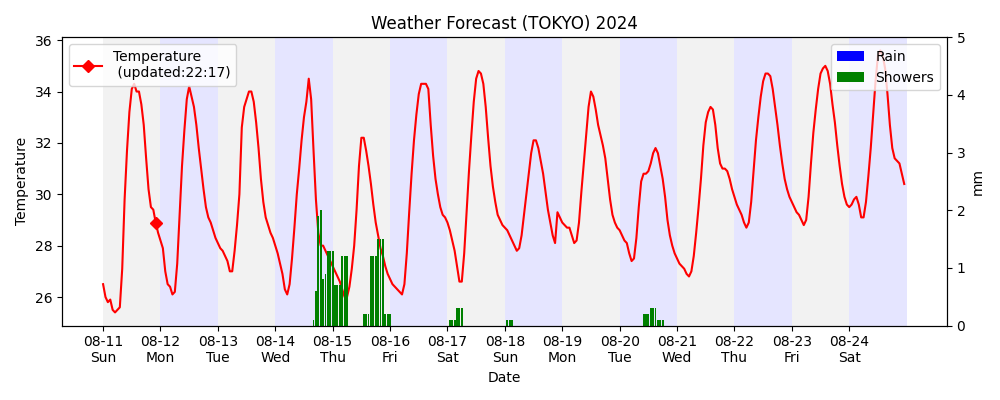 Weather Forecast (TOKYO) 2024
Temperature
(updated:22:17)
Rain
Showers
36
34
32
30
28
26
Temperature
5
4
3
2
1
0
mm
08-11 08-12 08-13 08-14 08-15 08-16 08-17 08-18 08-19 08-20 08-21 08-22 08-23 08-24
Sun Mon Tue Wed Thu Fri Sat Sun Mon Tue Wed Thu Fri Sat
Date